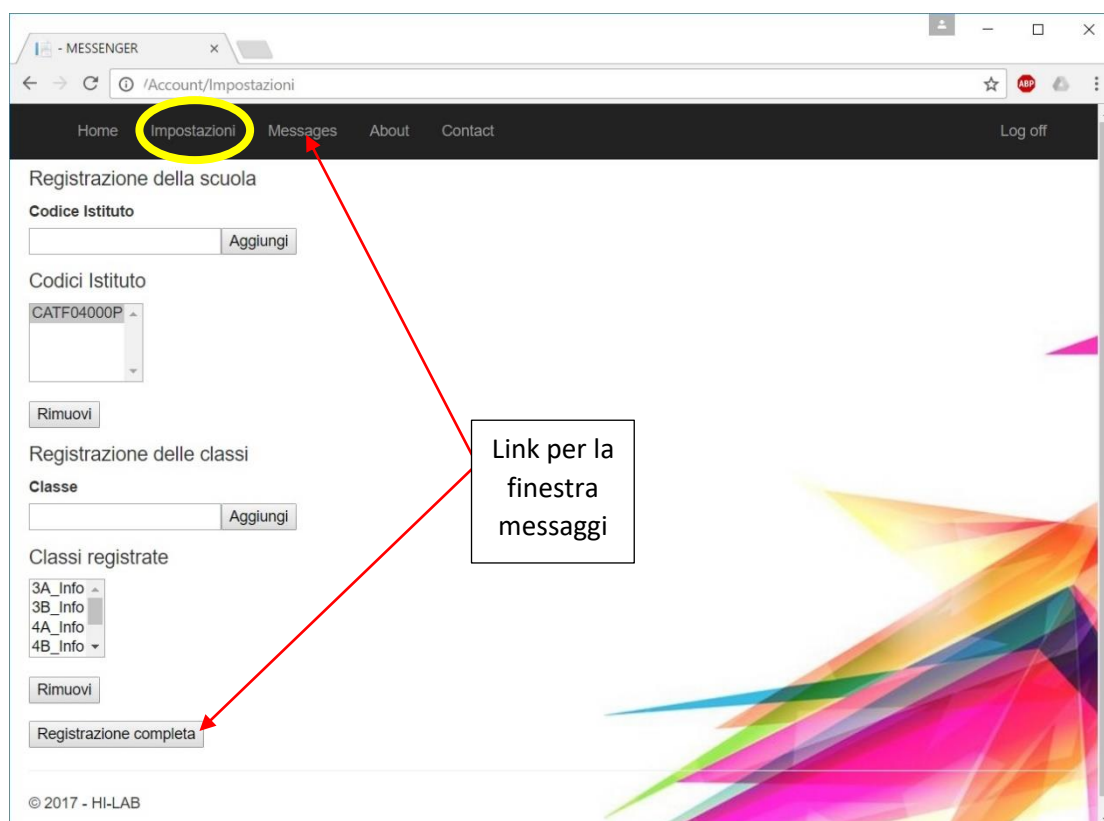 - MESSENGER
/Account/Impostazioni
ABP
Home Impostazioni Messages About Contact Log off
Registrazione della scuola
Codice Istituto
Aggiungi
Codici Istituto
CATF04000P
Rimuovi
Link per la
finestra
messaggi
Registrazione delle classi
Classe
Aggiungi
Classi registrate
3A_Info
3B_Info
4A_Info
4B_Info
Rimuovi
Registrazione completa
© 2017 - HI-LAB